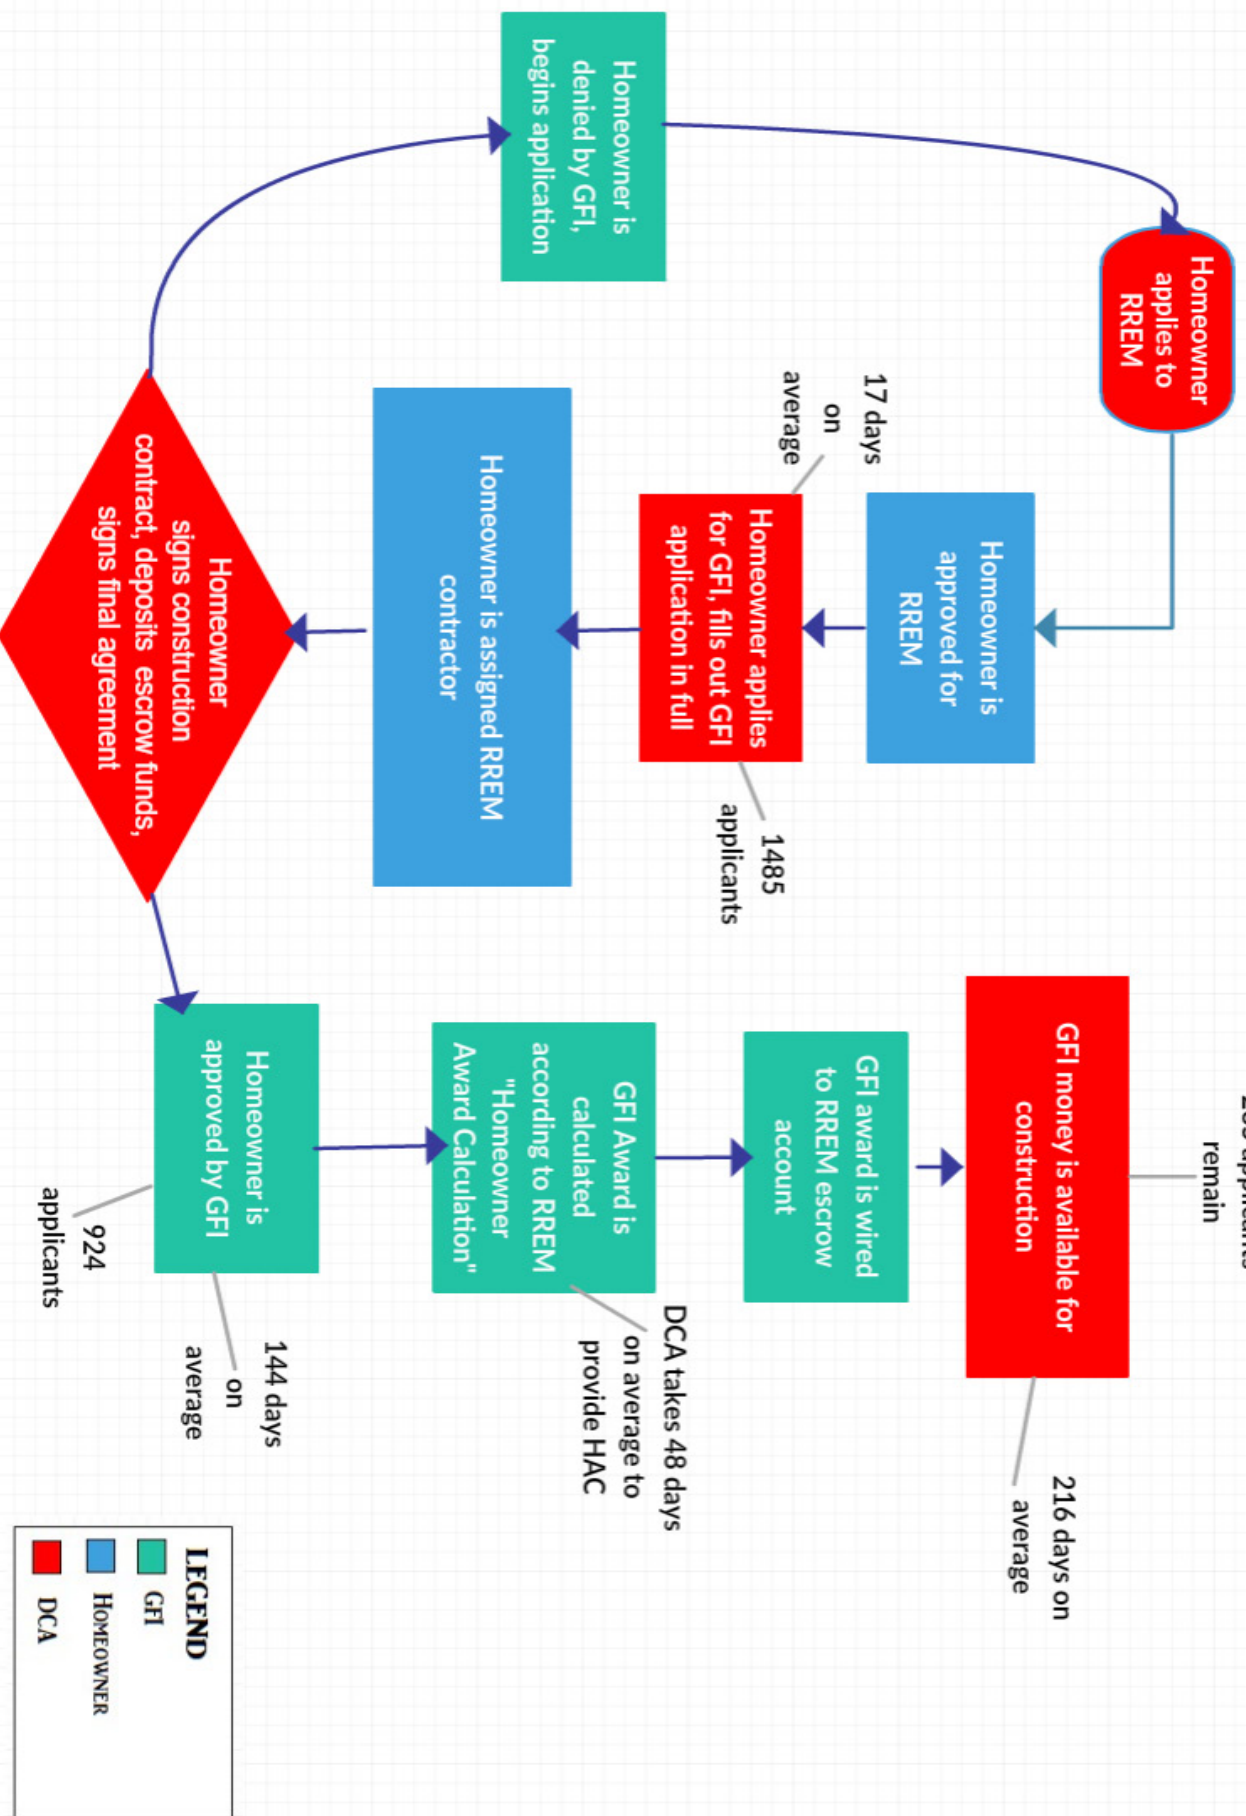 Homeowner
applies to
RREM
Homeowner is
approved for
RREM
17 days
on
average
Homeowner applies
for GFI, fills out GFI
application in full
1485
applicants
Homeowner is assigned RREM
contractor
Homeowner
signs construction
contract, deposits escrow funds,
signs final agreement
Homeowner is
denied by GFI,
begins application
Homeowner is
approved by GFI
924
applicants
144 days
on
average
GFI Award is
calculated
according to RREM
"Homeowner
Award Calculation"
DCA takes 48 days
on average to
provide HAC
GFI award is wired
to RREM escrow
account
GFI money is available for
construction
216 days on
average
applicants
remain
LEGEND
GFI
HOMEOWNER
DCA